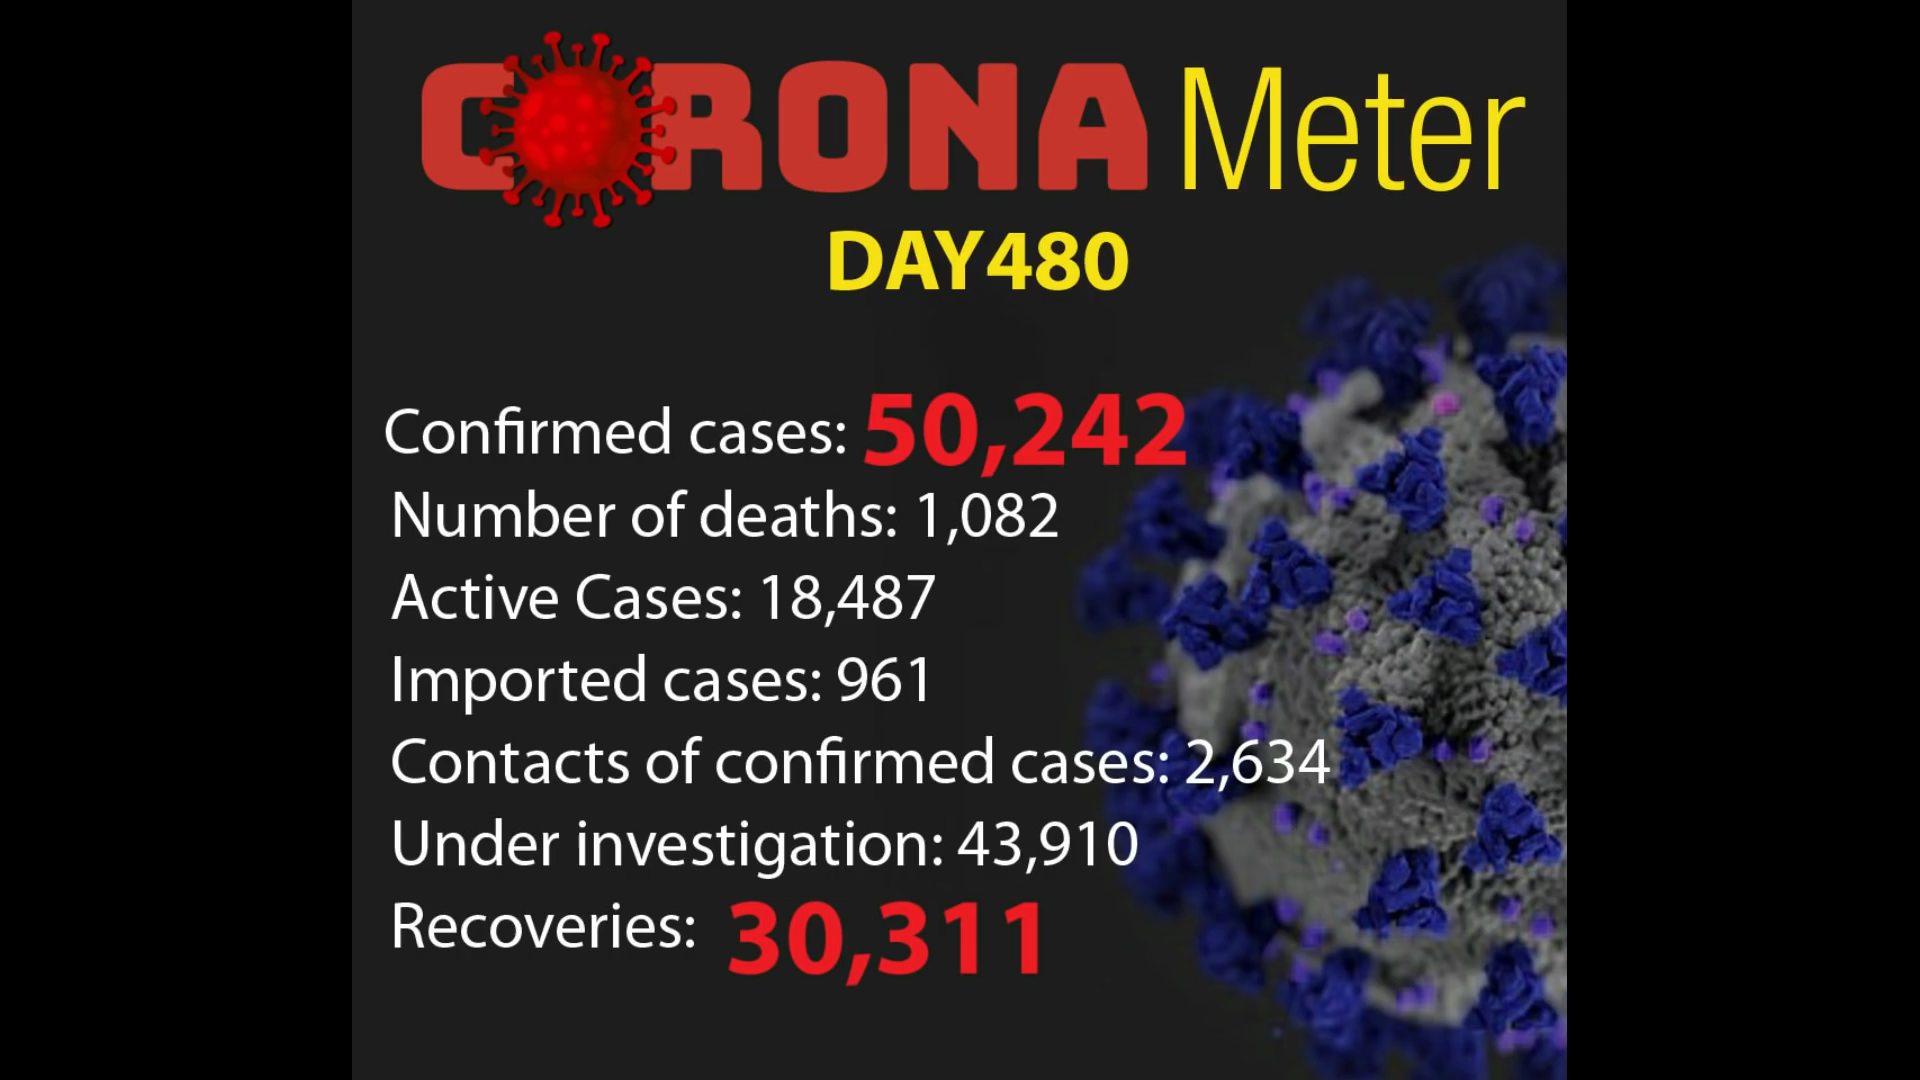 CORONA Meter
DAY480
Confirmed cases: 50,242
Number of deaths: 1,082
Active Cases: 18,487
Imported cases: 961
Contacts of confirmed cases: 2,634
Under investigation: 43,910
Recoveries: 30,311